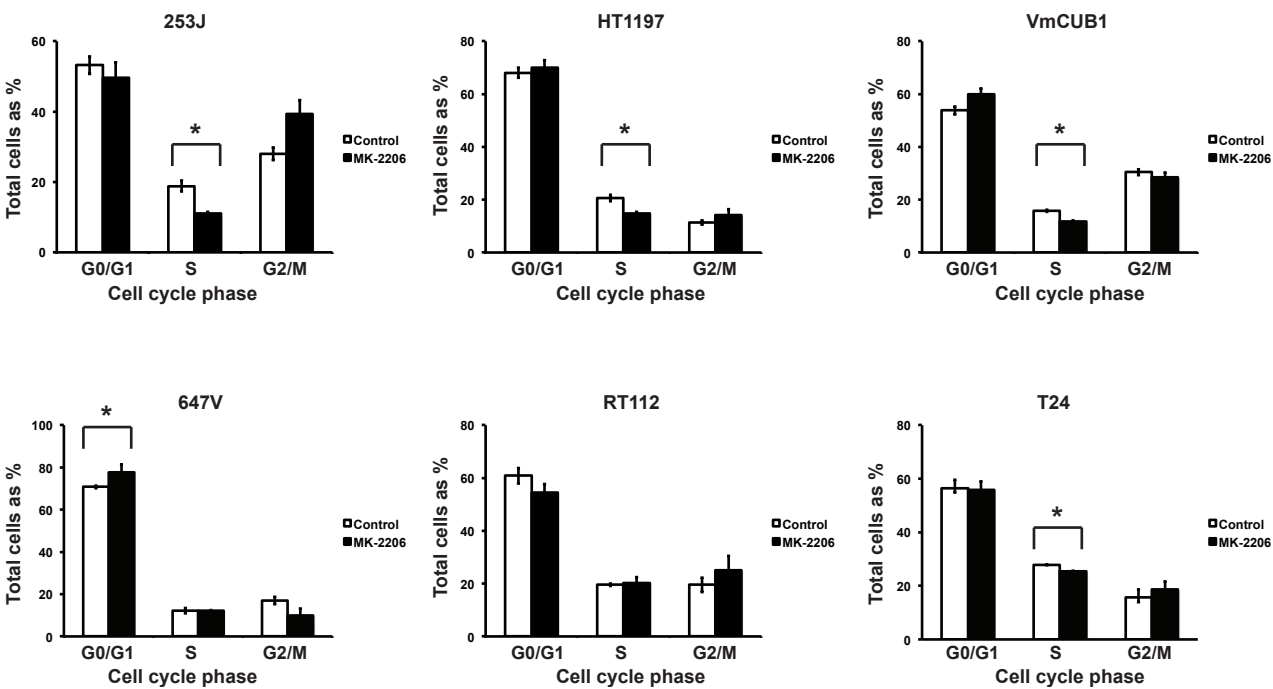 253J
Total cells as %
60
40
20
0
*
Control
MK-2206
G0/G1 S G2/M
Cell cycle phase
HT1197
Total cells as %
80
60
40
20
0
*
Control
MK-2206
G0/G1 S G2/M
Cell cycle phase
VmCUB1
Total cells as %
80
60
40
20
0
*
Control
MK-2206
G0/G1 S G2/M
Cell cycle phase
647V
Total cells as %
100
80
60
40
20
0
*
Control
MK-2206
G0/G1 S G2/M
Cell cycle phase
RT112
Total cells as %
80
60
40
20
0
Control
MK-2206
G0/G1 S G2/M
Cell cycle phase
T24
Total cells as %
80
60
40
20
0
*
Control
MK-2206
G0/G1 S G2/M
Cell cycle phase